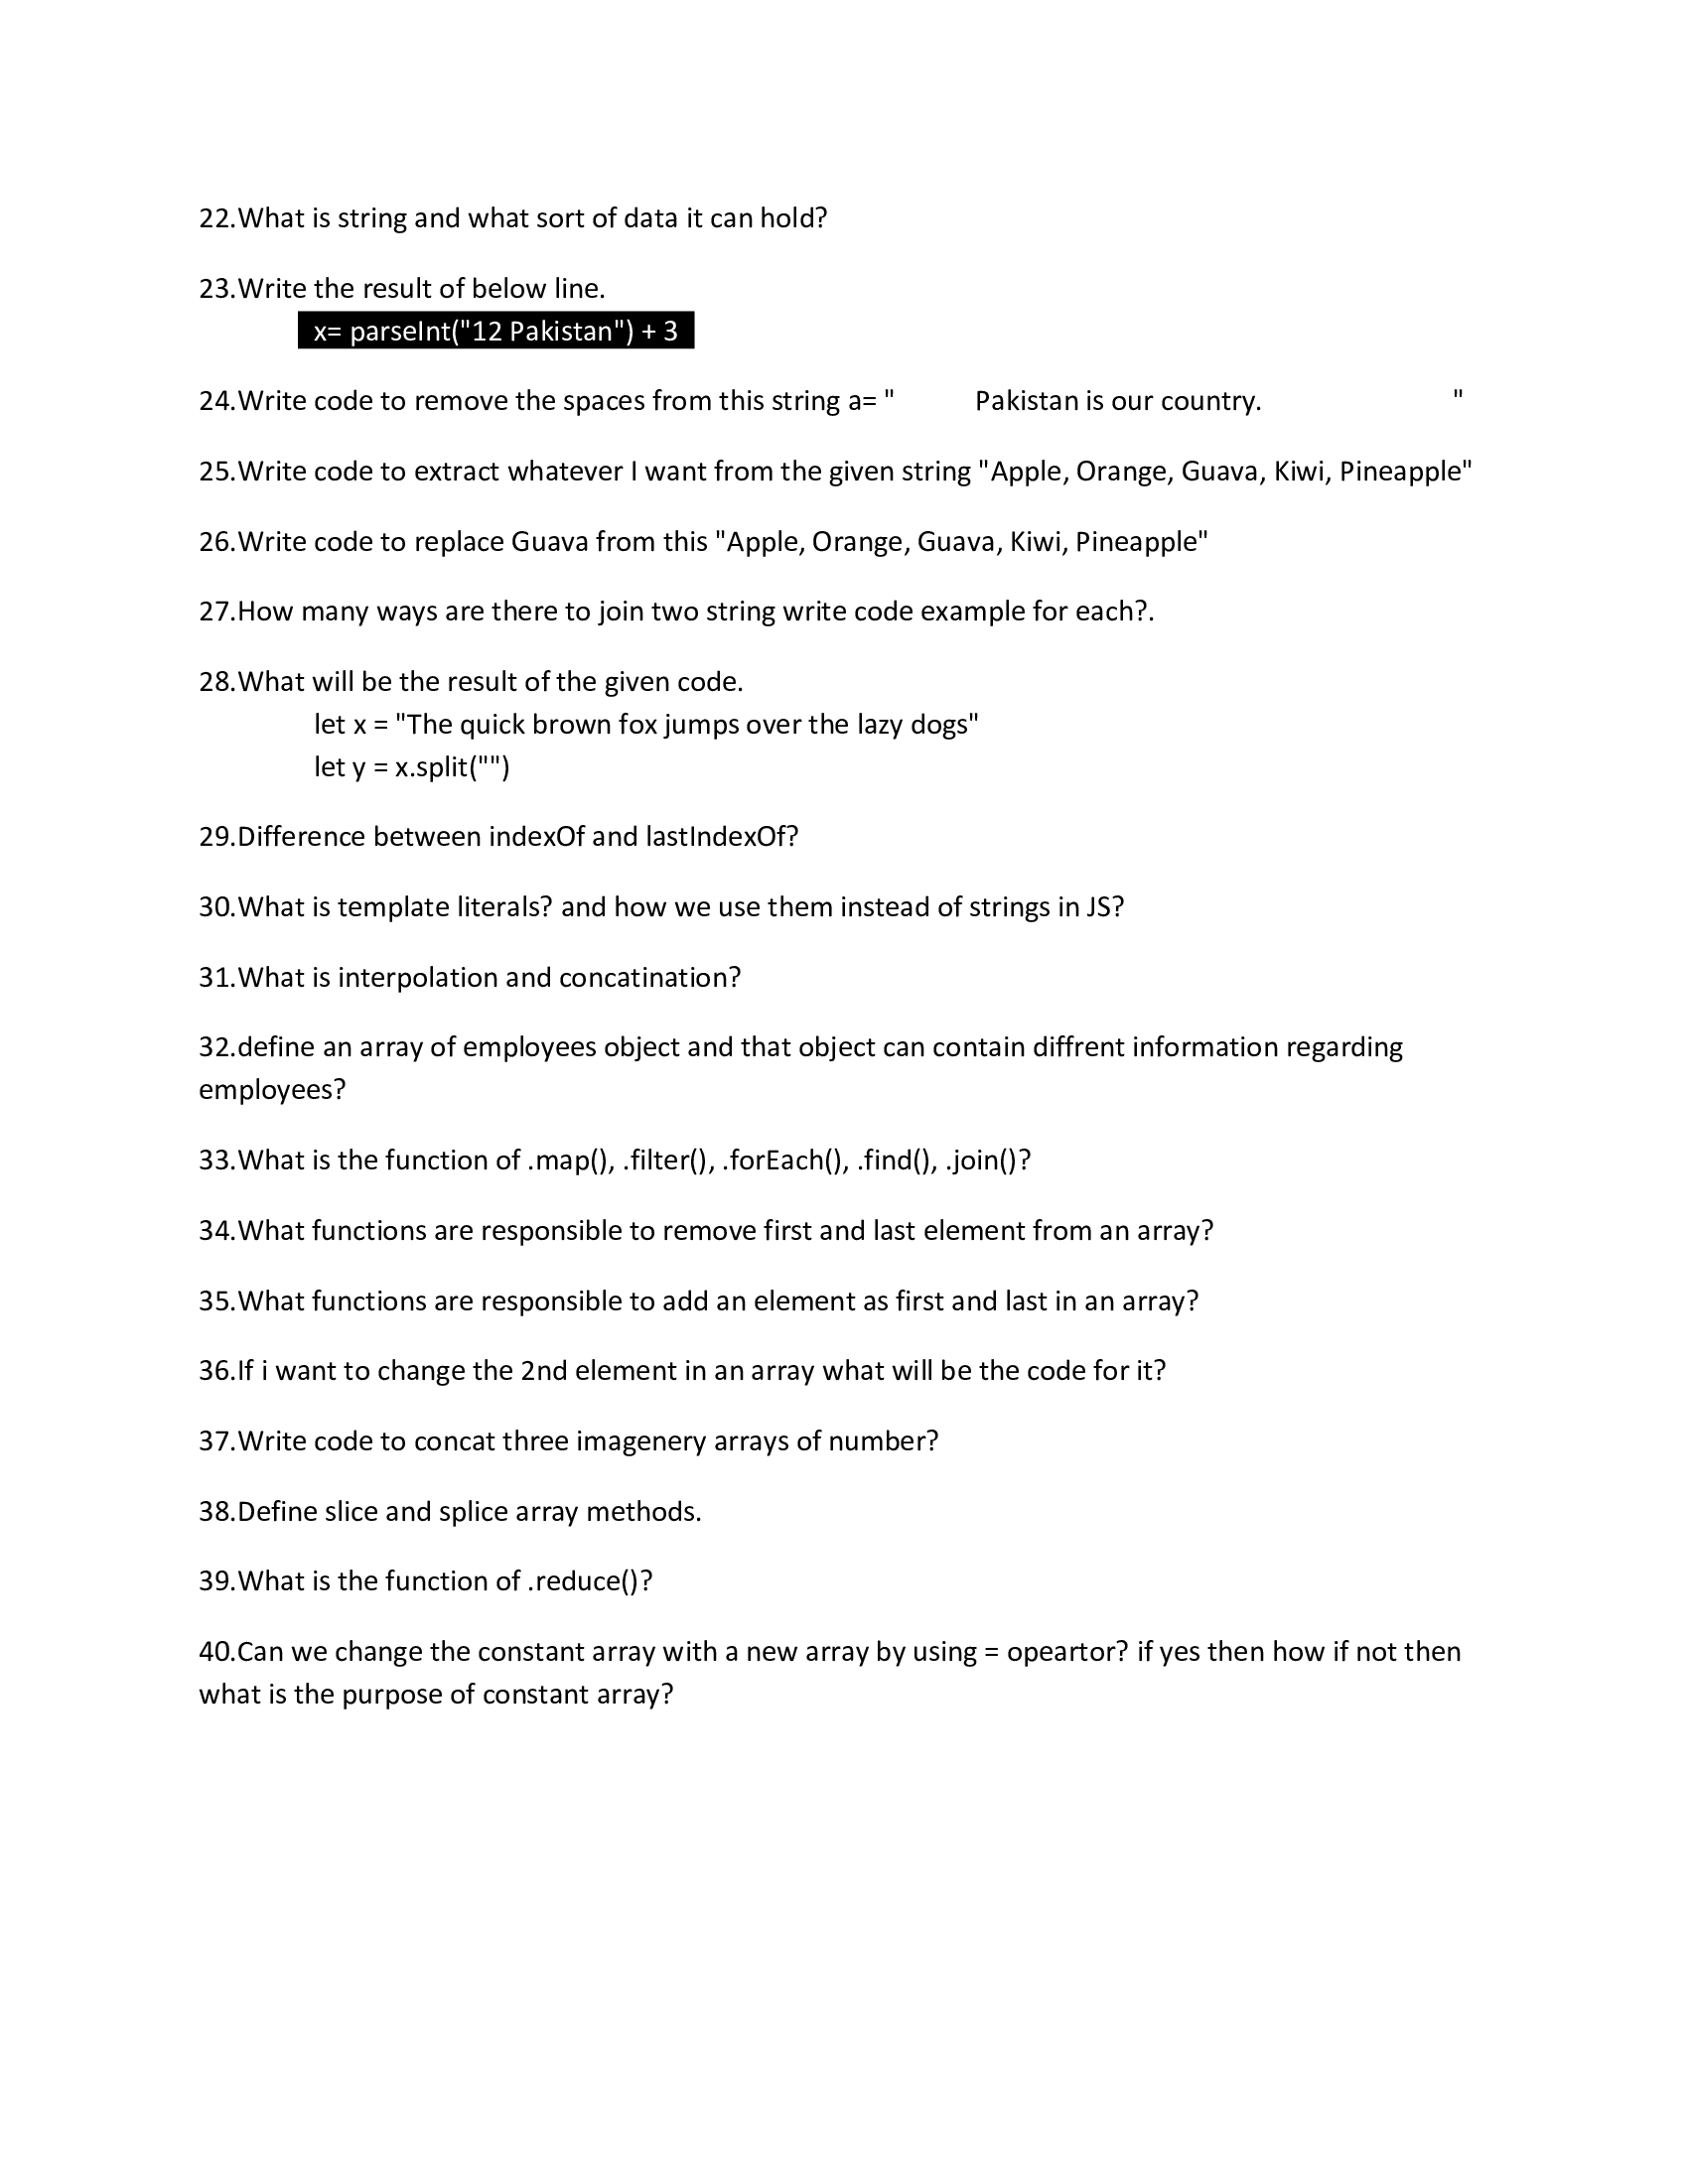 22.What is string and what sort of data it can hold?
23.Write the result of below line.
x= parseInt("12 Pakistan") + 3
24.Write code to remove the spaces from this string a= "          Pakistan is our country.                        "
25.Write code to extract whatever I want from the given string "Apple, Orange, Guava, Kiwi, Pineapple"
26.Write code to replace Guava from this "Apple, Orange, Guava, Kiwi, Pineapple"
27.How many ways are there to join two string write code example for each?.
28.What will be the result of the given code.
let x = "The quick brown fox jumps over the lazy dogs"
let y = x.split("")
29.Difference between indexOf and lastIndexOf?
30.What is template literals? and how we use them instead of strings in JS?
31.What is interpolation and concatination?
32.define an array of employees object and that object can contain diffrent information regarding
employees?
33.What is the function of .map(), .filter(), .forEach(), .find(), .join()?
34.What functions are responsible to remove first and last element from an array?
35.What functions are responsible to add an element as first and last in an array?
36.If i want to change the 2nd element in an array what will be the code for it?
37.Write code to concat three imagenery arrays of number?
38.Define slice and splice array methods.
39.What is the function of .reduce()?
40.Can we change the constant array with a new array by using = opeartor? if yes then how if not then
what is the purpose of constant array?